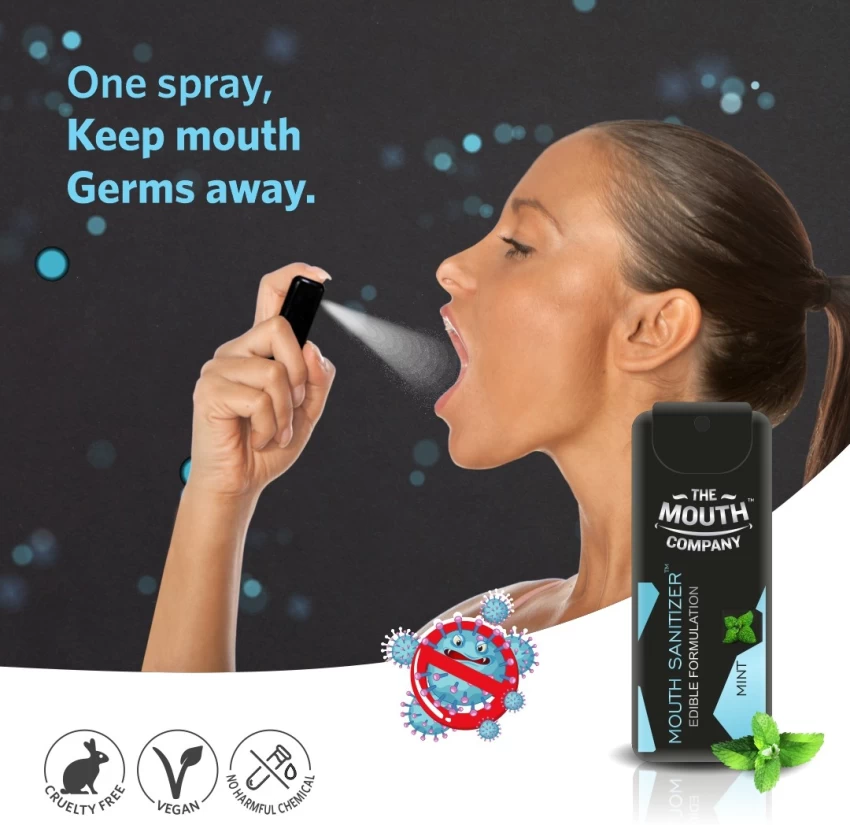 One spray,
Keep mouth
Germs away.
THE
MOUTH™
COMPANY
MOUTH SANITIZER™
EDIBLE FORMULATION
MINT
CRUELTY FREE
VEGAN
NO HARMFUL CHEMICAL